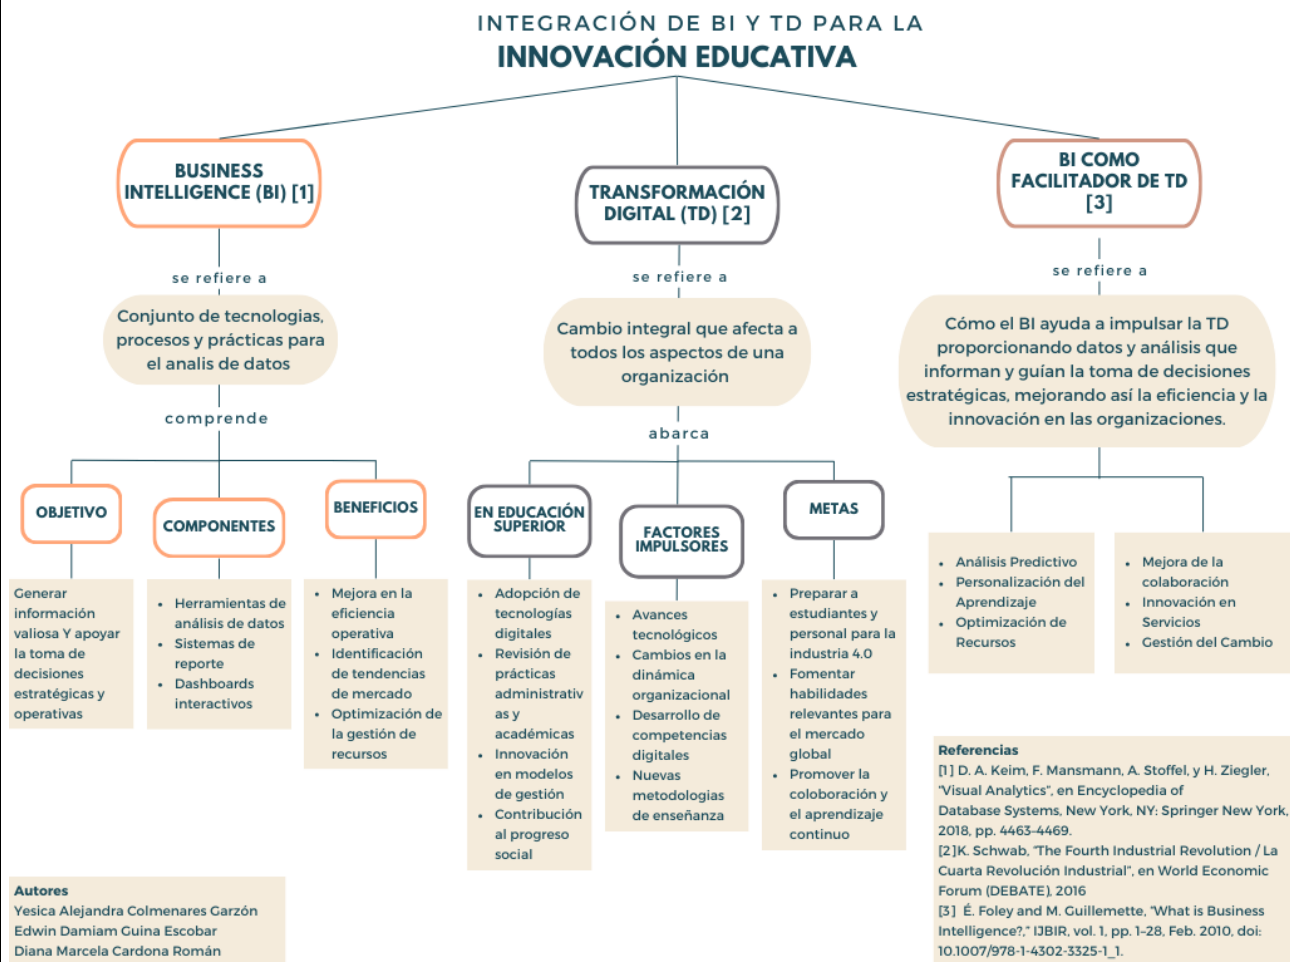 INTEGRACIÓN DE BI Y TD PARA LA
INNOVACIÓN EDUCATIVA
BUSINESS
INTELLIGENCE (BI) [1]
se refiere a
Conjunto de tecnologias,
procesos y prácticas para
el analis de datos
comprende
OBJETIVO
Generar
información
valiosa Y apoyar
la toma de
decisiones
estratégicas y
operativas
COMPONENTES
• Herramientas de
análisis de datos
• Sistemas de
reporte
• Dashboards
interactivos
BENEFICIOS
• Mejora en la
eficiencia
operativa
• Identificación
de tendencias
de mercado
• Optimización de
la gestión de
recursos
TRANSFORMACIÓN
DIGITAL (TD) [2]
se refiere a
Cambio integral que afecta a
todos los aspectos de una
organización
abarca
EN EDUCACIÓN
SUPERIOR
• Adopción de
tecnologías
digitales
• Revisión de
prácticas
administrativ
as y
académicas
• Innovación
en modelos
de gestión
• Contribución
al progreso
social
FACTORES
IMPULSORES
• Avances
tecnológicos
• Cambios en la
dinámica
organizacional
• Desarrollo de
competencias
digitales
• Nuevas
metodologias
de enseñanza
METAS
• Preparar a
estudiantes y
personal para la
industria 4.0
• Fomentar
habilidades
relevantes para
el mercado
global
• Promover la
coloboración y
el aprendizaje
continuo
BI COMO
FACILITADOR DE TD
[3]
se refiere a
Cómo el BI ayuda a impulsar la TD
proporcionando datos y análisis que
informan y guían la toma de decisiones
estratégicas, mejorando así la eficiencia y la
innovación en las organizaciones.
• Análisis Predictivo
• Personalización del
Aprendizaje
• Optimización de
Recursos
• Mejora de la
colaboración
• Innovación en
Servicios
• Gestión del Cambio
Referencias
[1] D. A. Keim, F. Mansmann, A. Stoffel, y H. Ziegler,
"Visual Analytics", en Encyclopedia of
Database Systems, New York, NY: Springer New York,
2018, pp. 4463-4469.
[2]K. Schwab, "The Fourth Industrial Revolution / La
Cuarta Revolución Industrial", en World Economic
Forum (DEBATE), 2016
[3] É. Foley and M. Guillemette, "What is Business
Intelligence?," IJBIR, vol. 1, pp. 1–28, Feb. 2010, doi:
10.1007/978-1-4302-3325-1_1.
Autores
Yesica Alejandra Colmenares Garzón
Edwin Damiam Guina Escobar
Diana Marcela Cardona Román